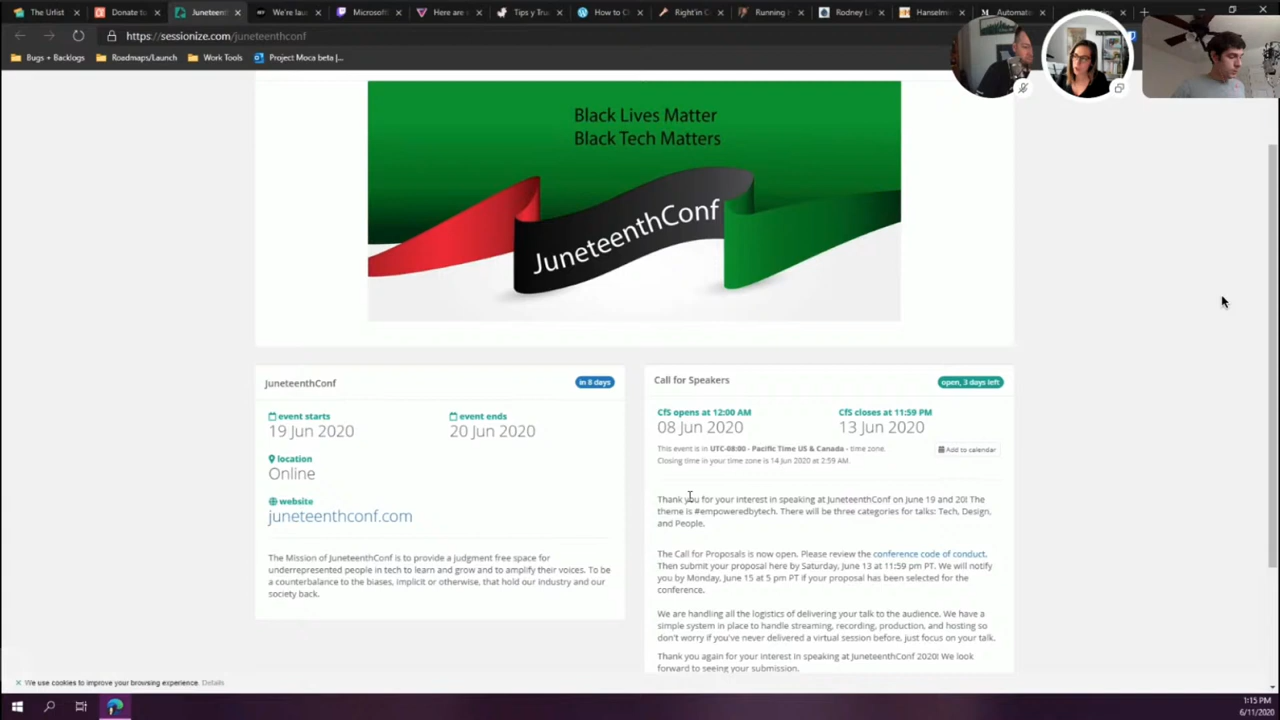 The Urlist
Donate to
Juneteent
We're lau
Microsoft
Here are
Tips y Tru
How to C
Right'in C
Running
Rodney Li
Hanselmin
Automati
https://sessionize.com/juneteenthconf
Bugs + Backlogs
Roadmaps/Launch
Work Tools
Project Moca beta |...
Black Lives Matter
Black Tech Matters
JuneteenthConf
JuneteenthConf
in 8 days
event starts
19 Jun 2020
event ends
20 Jun 2020
location
Online
website
juneteenthconf.com
The Mission of JuneteenthConf is to provide a judgment free space for
underrepresented people in tech to learn and grow and to amplify their voices. To be
a counterbalance to the biases, implicit or otherwise, that hold our industry and our
society back.
Call for Speakers
open, 3 days left
CfS opens at 12:00 AM
08 Jun 2020
CfS closes at 11:59 PM
13 Jun 2020
This event is in UTC-08:00 - Pacific Time US & Canada - time zone.
Closing time in your time zone is 14 Jun 2020 at 2:59 AM.
Add to calendar
Thank you for your interest in speaking at JuneteenthConf on June 19 and 20! The
theme is #empoweredbytech. There will be three categories for talks: Tech, Design,
and People.
The Call for Proposals is now open. Please review the conference code of conduct.
Then submit your proposal here by Saturday, June 13 at 11:59 pm PT. We will notify
you by Monday, June 15 at 5 pm PT if your proposal has been selected for the
conference.
We are handling all the logistics of delivering your talk to the audience. We have a
simple system in place to handle streaming, recording, production, and hosting so
don't worry if you've never delivered a virtual session before, just focus on your talk.
Thank you again for your interest in speaking at JuneteenthConf 2020! We look
forward to seeing your submission.
We use cookies to improve your browsing experience. Details
1:15 PM
6/11/2020